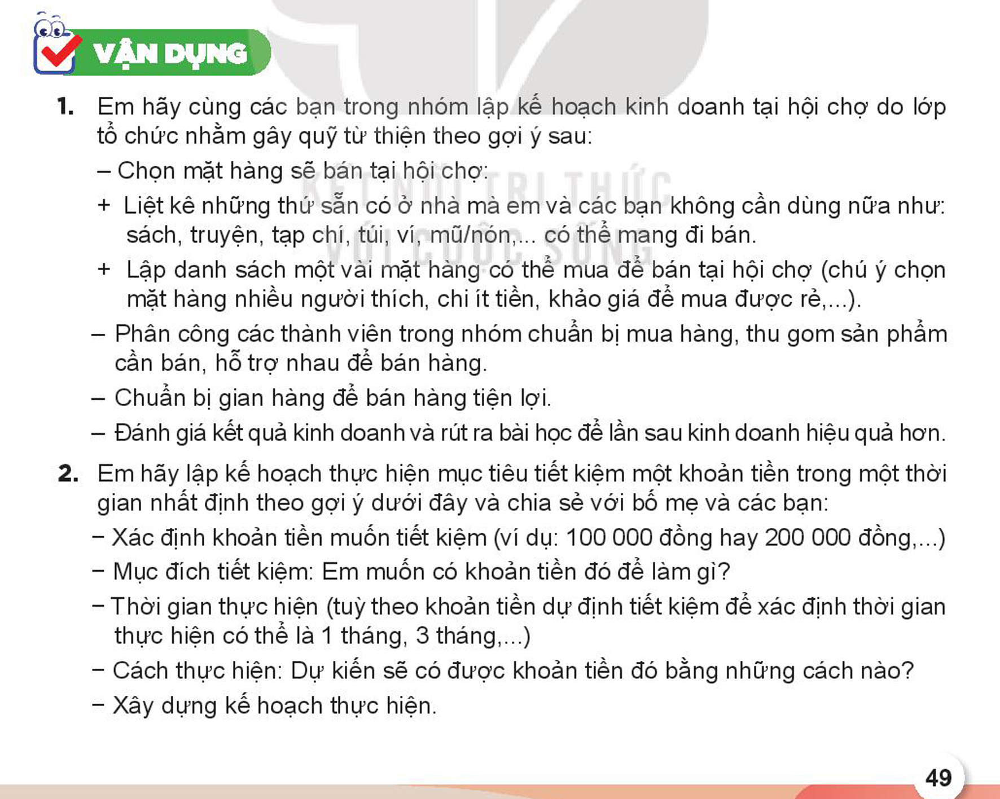 VẬN DỤNG
1. Em hãy cùng các bạn trong nhóm lập kế hoạch kinh doanh tại hội chợ do lớp
tổ chức nhằm gây quỹ từ thiện theo gợi ý sau:
– Chọn mặt hàng sẽ bán tại hội chợ:
+ Liệt kê những thứ sẵn có ở nhà mà em và các bạn không cần dùng nữa như:
sách, truyện, tạp chí, túi, ví, mũ/nón,... có thể mang đi bán.
+ Lập danh sách một vài mặt hàng có thể mua để bán tại hội chợ (chú ý chọn
mặt hàng nhiều người thích, chi ít tiền, khảo giá để mua được rẻ,...).
– Phân công các thành viên trong nhóm chuẩn bị mua hàng, thu gom sản phẩm
cần bán, hỗ trợ nhau để bán hàng.
– Chuẩn bị gian hàng để bán hàng tiện lợi.
– Đánh giá kết quả kinh doanh và rút ra bài học để lần sau kinh doanh hiệu quả hơn.
2. Em hãy lập kế hoạch thực hiện mục tiêu tiết kiệm một khoản tiền trong một thời
gian nhất định theo gợi ý dưới đây và chia sẻ với bố mẹ và các bạn:
– Xác định khoản tiền muốn tiết kiệm (ví dụ: 100 000 đồng hay 200 000 đồng,...)
– Mục đích tiết kiệm: Em muốn có khoản tiền đó để làm gì?
– Thời gian thực hiện (tuỳ theo khoản tiền dự định tiết kiệm để xác định thời gian
thực hiện có thể là 1 tháng, 3 tháng,...)
– Cách thực hiện: Dự kiến sẽ có được khoản tiền đó bằng những cách nào?
– Xây dựng kế hoạch thực hiện.
KẾT NỐI TRI THỨC
VỚI CUỘC SỐNG
49